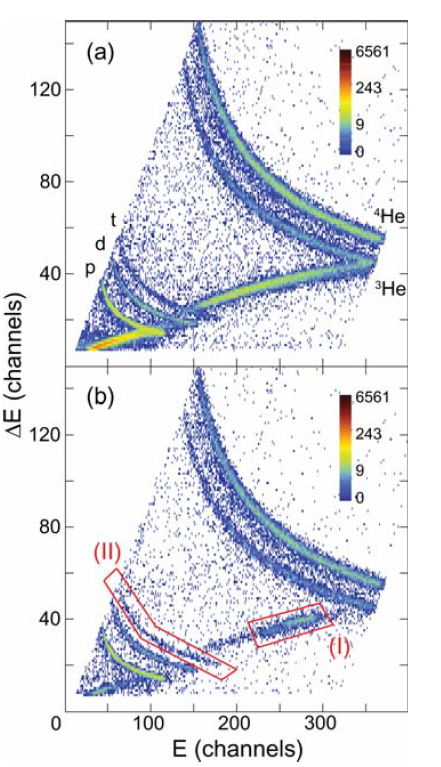 (a)
6561
243
9
0
120
80
40
t
d
p
⁴He
³He
ΔE (channels)
(b)
6561
243
9
0
120
80
40
(II)
(I)
0 100 200 300
E (channels)